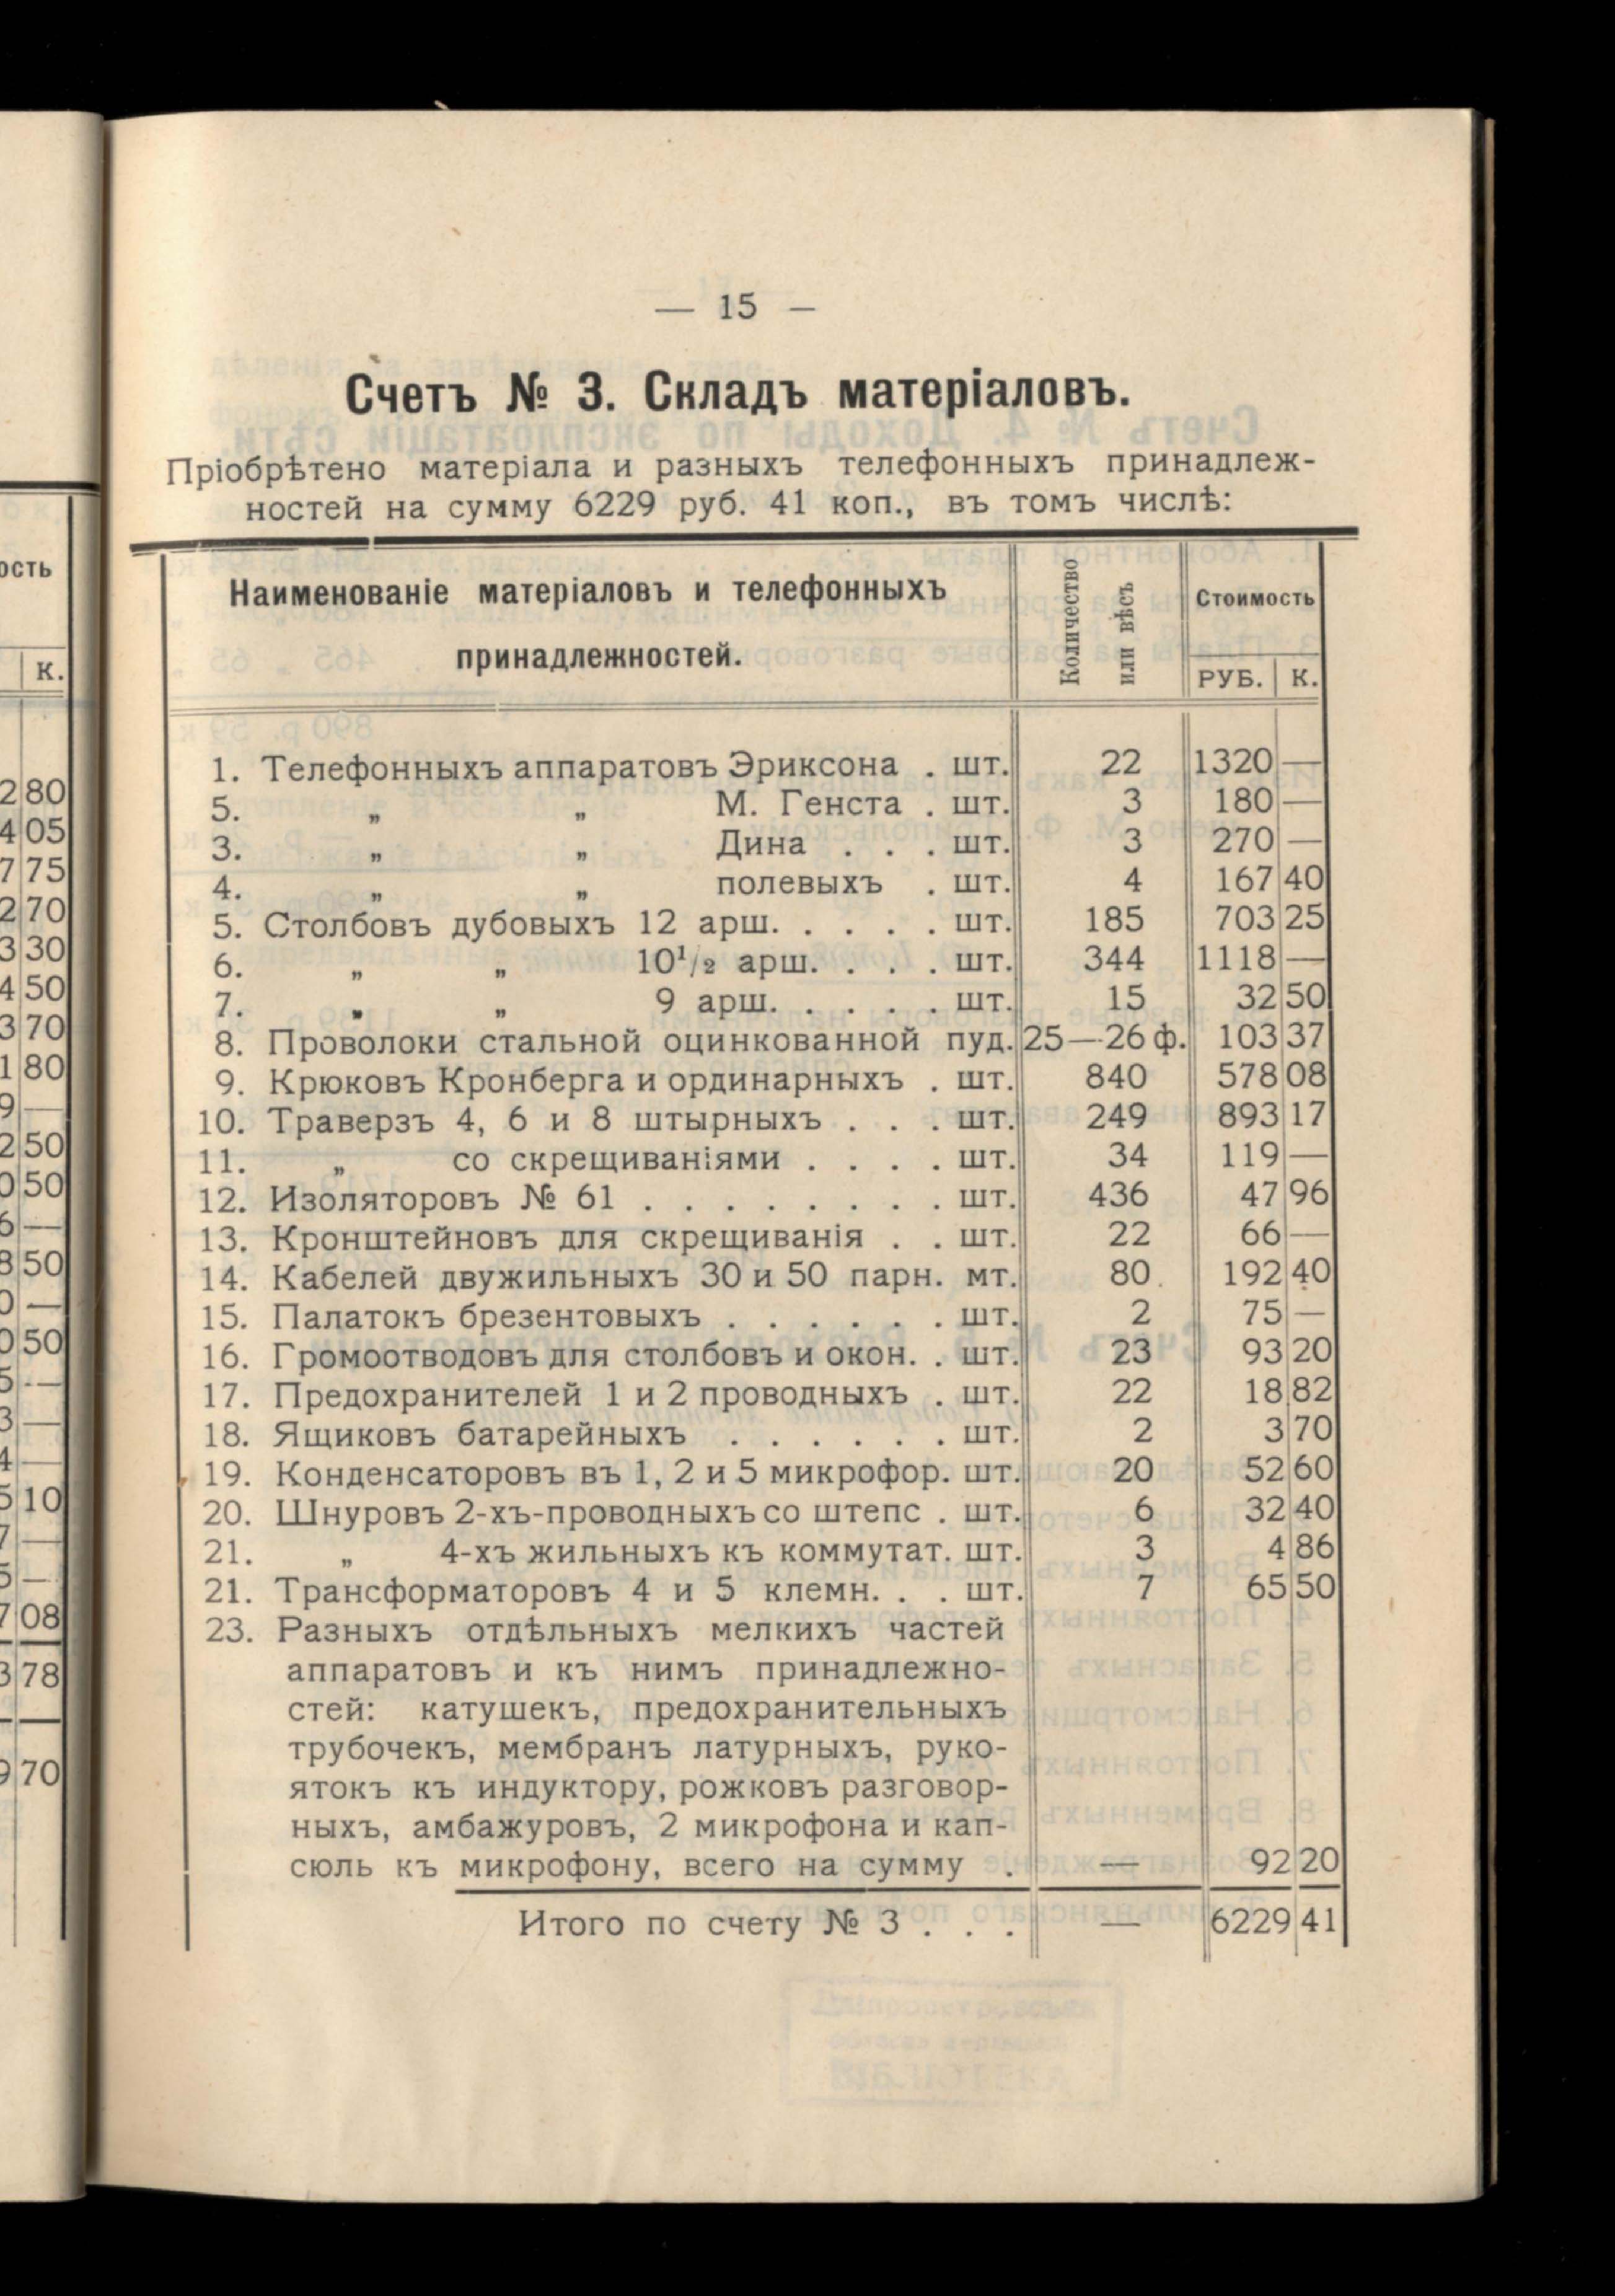 — 15 —
Счетъ № 3. Складъ матеріаловъ.
Пріобрѣтено матеріала и разныхъ телефонныхъ принадлеж-
ностей на сумму 6229 руб. 41 коп., въ томъ числѣ:
Наименованіе матеріаловъ и телефонныхъ
принадлежностей.
Количество
или вѣсъ
Стоимость
РУБ. К.
1. Телефонныхъ аппаратовъ Эриксона . шт. 22 1320 —
5. „ „ М. Генста . шт. 3 180 —
3. „ „ Дина . . . шт. 3 270 —
4. „ „ полевыхъ . шт. 4 167 40
5. Столбовъ дубовыхъ 12 арш. . . . . шт. 185 703 25
6. „ „ 10¹/₂ арш. . . . шт. 344 1118 —
7. „ „ 9 арш. . . . . шт. 15 32 50
8. Проволоки стальной оцинкованной пуд. 25—26 ф. 103 37
9. Крюковъ Кронберга и ординарныхъ . шт. 840 578 08
10. Траверзъ 4, 6 и 8 штырныхъ . . . шт. 249 893 17
11. „ со скрещиваніями . . . . шт. 34 119 —
12. Изоляторовъ № 61 . . . . . . . . шт. 436 47 96
13. Кронштейновъ для скрещиванія . . шт. 22 66 —
14. Кабелей двужильныхъ 30 и 50 парн. мт. 80 192 40
15. Палатокъ брезентовыхъ . . . . . . шт. 2 75 —
16. Громоотводовъ для столбовъ и окон. . шт. 23 93 20
17. Предохранителей 1 и 2 проводныхъ . шт. 22 18 82
18. Ящиковъ батарейныхъ . . . . . . шт. 2 3 70
19. Конденсаторовъ въ 1, 2 и 5 микрофор. шт. 20 52 60
20. Шнуровъ 2-хъ-проводныхъ со штепс . шт. 6 32 40
21. „ 4-хъ жильныхъ къ коммутат. шт. 3 4 86
21. Трансформаторовъ 4 и 5 клемн. . . шт. 7 65 50
23. Разныхъ отдѣльныхъ мелкихъ частей
аппаратовъ и къ нимъ принадлежно-
стей: катушекъ, предохранительныхъ
трубочекъ, мембранъ латурныхъ, руко-
ятокъ къ индуктору, рожковъ разговор-
ныхъ, амбажуровъ, 2 микрофона и кап-
сюль къ микрофону, всего на сумму . — 92 20
Итого по счету № 3 . . . — 6229 41